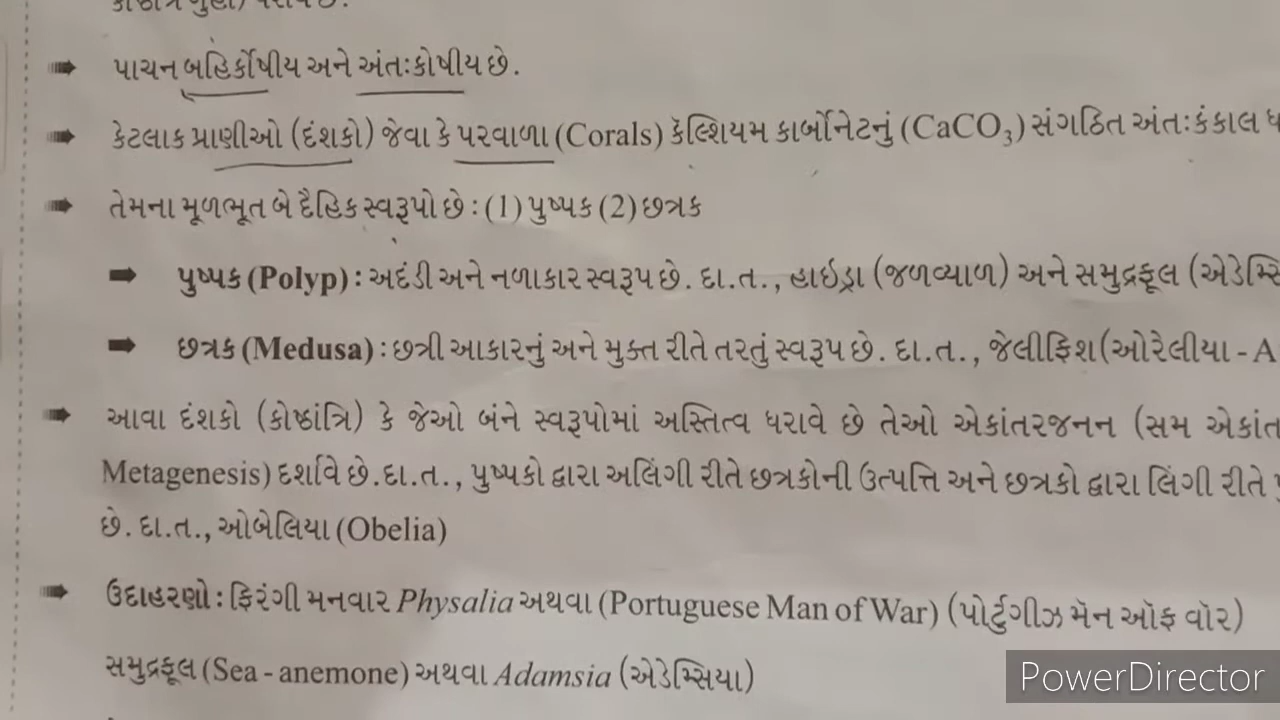 પાચન બહિર્કોષીય અને અંતઃકોષીય છે.
કેટલાક પ્રાણીઓ (દંશકો) જેવા કે પરવાળા (Corals) કૅલ્શિયમ કાર્બોનેટનું (CaCO₃) સંગઠિત અંતઃકંકાલ
તેમના મૂળભૂત બે દૈહિક સ્વરૂપો છે : (1) પુષ્પક (2) છત્રક
પુષ્પક (Polyp) : અદંડી અને નળાકાર સ્વરૂપ છે. દા.ત., હાઇડ્રા (જળવ્યાળ) અને સમુદ્રફૂલ
છત્રક (Medusa) : છત્રી આકારનું અને મુક્ત રીતે તરતું સ્વરૂપ છે. દા.ત., જેલીફિશ (ઓરેલીયા - A
આવા દંશકો (કોષ્ઠાંત્રિ) કે જેઓ બંને સ્વરૂપોમાં અસ્તિત્વ ધરાવે છે તેઓ એકાંતરજનન (સમ
Metagenesis) દર્શાવે છે. દા.ત., પુષ્પકો દ્વારા અલિંગી રીતે છત્રકોની ઉત્પત્તિ અને છત્રકો દ્વારા લિંગી રીતે
છે. દા.ત., ઓબેલિયા (Obelia)
ઉદાહરણો : ફિરંગી મનવાર Physalia અથવા (Portuguese Man of War) (પોર્ટુગીઝ મૅન ઑફ વૉર)
સમુદ્રફૂલ (Sea - anemone) અથવા Adamsia (એડેમ્સિયા)
PowerDirector